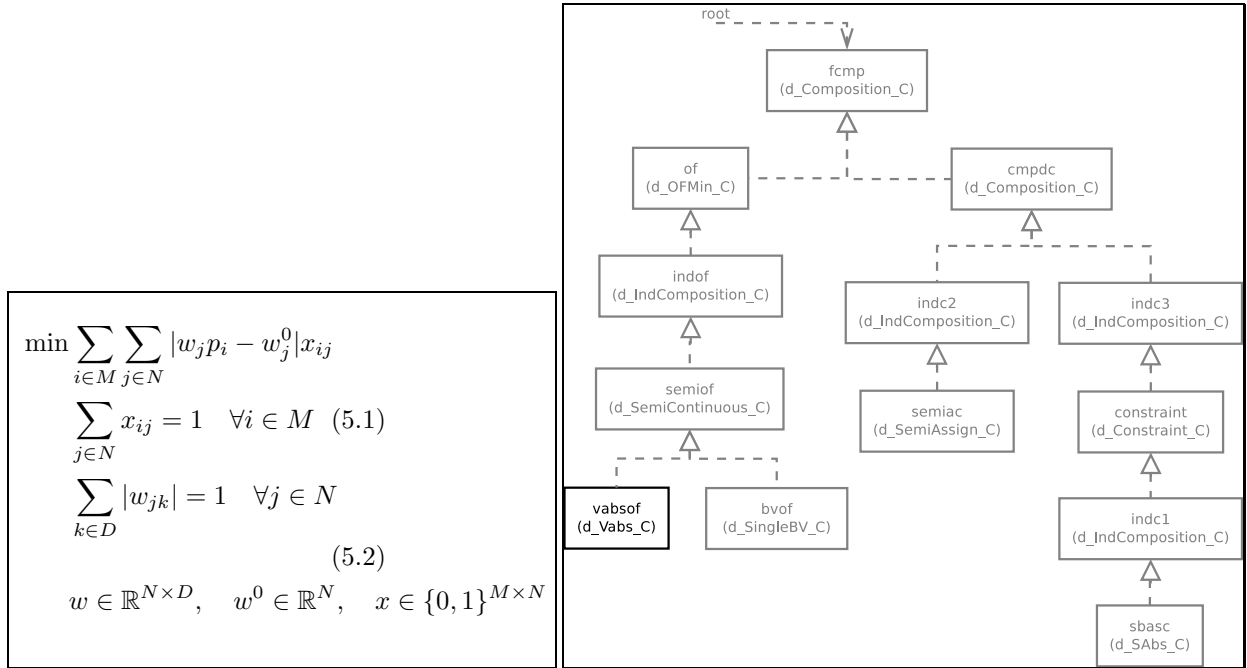 min ∑_{i∈M} ∑_{j∈N} |w_j p_i − w_j^0| x_{ij}
∑_{j∈N} x_{ij} = 1 ∀i ∈ M (5.1)
∑_{k∈D} |w_{jk}| = 1 ∀j ∈ N
(5.2)
w ∈ ℝ^{N×D}, w^0 ∈ ℝ^N, x ∈ {0, 1}^{M×N}
root
fcmp
(d_Composition_C)
of
(d_OFMin_C)
cmpdc
(d_Composition_C)
indof
(d_IndComposition_C)
indc2
(d_IndComposition_C)
indc3
(d_IndComposition_C)
semiof
(d_SemiContinuous_C)
semiac
(d_SemiAssign_C)
constraint
(d_Constraint_C)
vabsof
(d_Vabs_C)
bvof
(d_SingleBV_C)
indc1
(d_IndComposition_C)
sbasc
(d_SAbs_C)